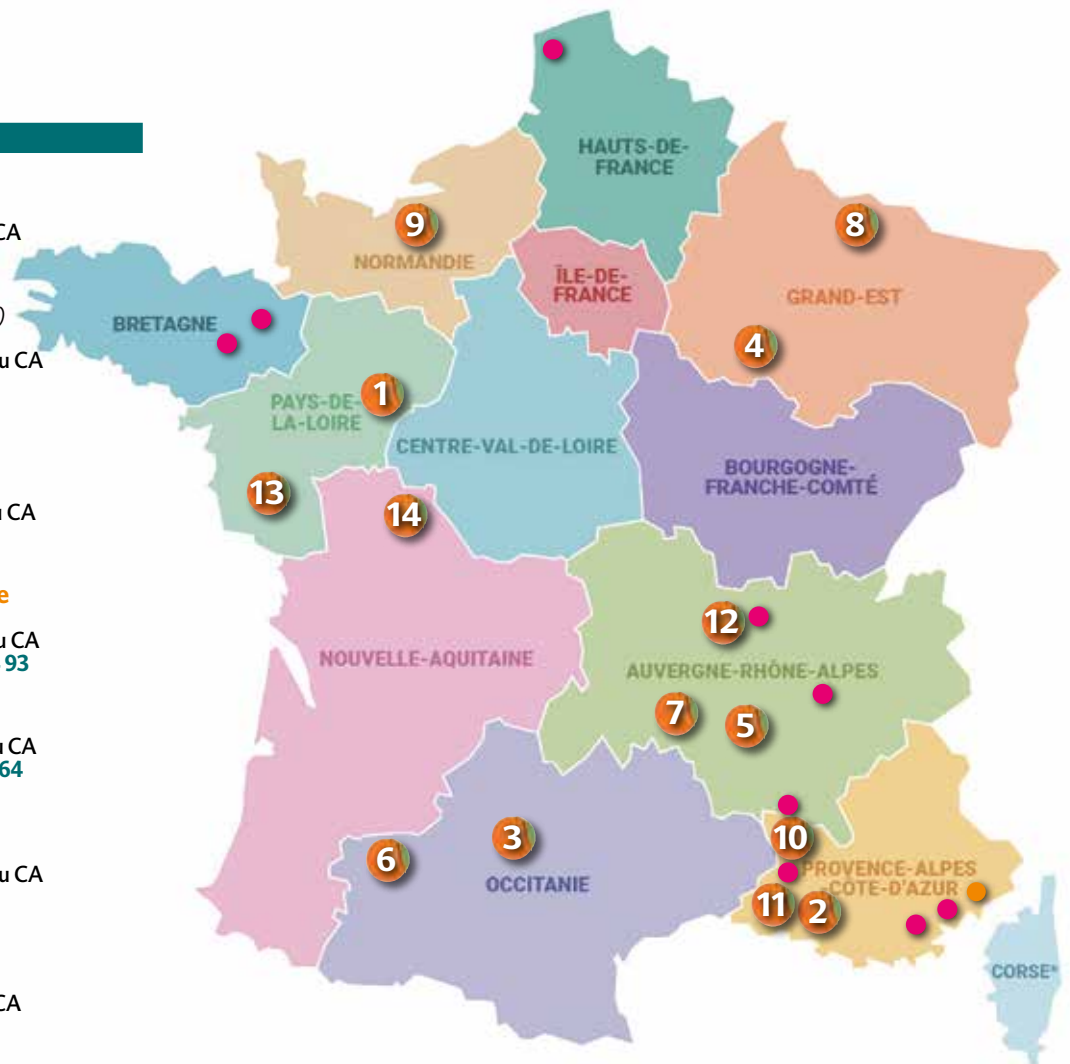 CA
)
u CA
u CA
e
u CA
93
u CA
64
u CA
CA
HAUTS-DE-
FRANCE
9
NORMANDIE
8
ÎLE-DE-
FRANCE
GRAND-EST
BRETAGNE
4
1
PAYS-DE-
LA-LOIRE
CENTRE-VAL-DE-LOIRE
BOURGOGNE-
FRANCHE-COMTÉ
13
14
12
NOUVELLE-AQUITAINE
AUVERGNE-RHÔNE-ALPES
7
5
3
10
6
OCCITANIE
PROVENCE-ALPES
-CÔTE-D'AZUR
11
2
CORSE*